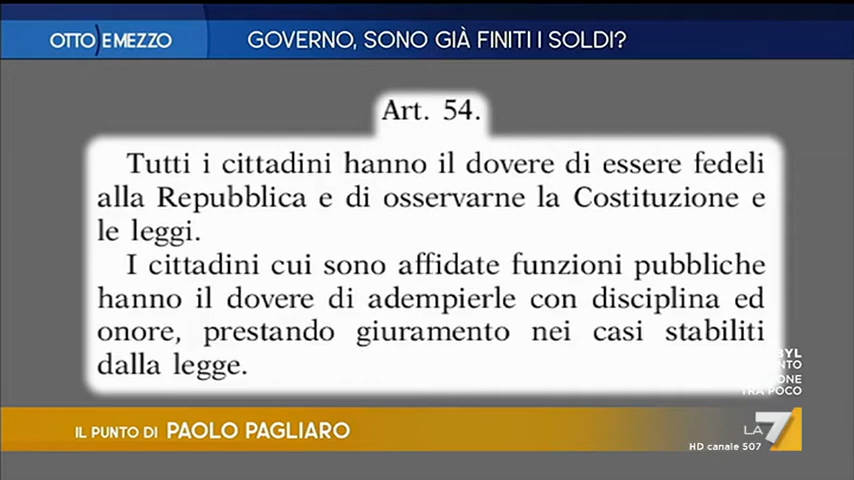 OTTO E MEZZO
GOVERNO, SONO GIÀ FINITI I SOLDI?
Art. 54.
Tutti i cittadini hanno il dovere di essere fedeli
alla Repubblica e di osservarne la Costituzione e
le leggi.
I cittadini cui sono affidate funzioni pubbliche
hanno il dovere di adempierle con disciplina ed
onore, prestando giuramento nei casi stabiliti
dalla legge.
BYL
NTO
ONE
TRA POCO
IL PUNTO DI PAOLO PAGLIARO
LA7
HD canale 507